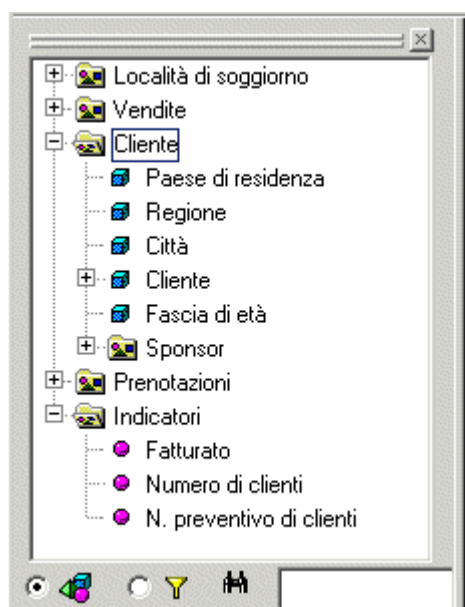 Località di soggiorno
Vendite
Cliente
Paese di residenza
Regione
Città
Cliente
Fascia di età
Sponsor
Prenotazioni
Indicatori
Fatturato
Numero di clienti
N. preventivo di clienti